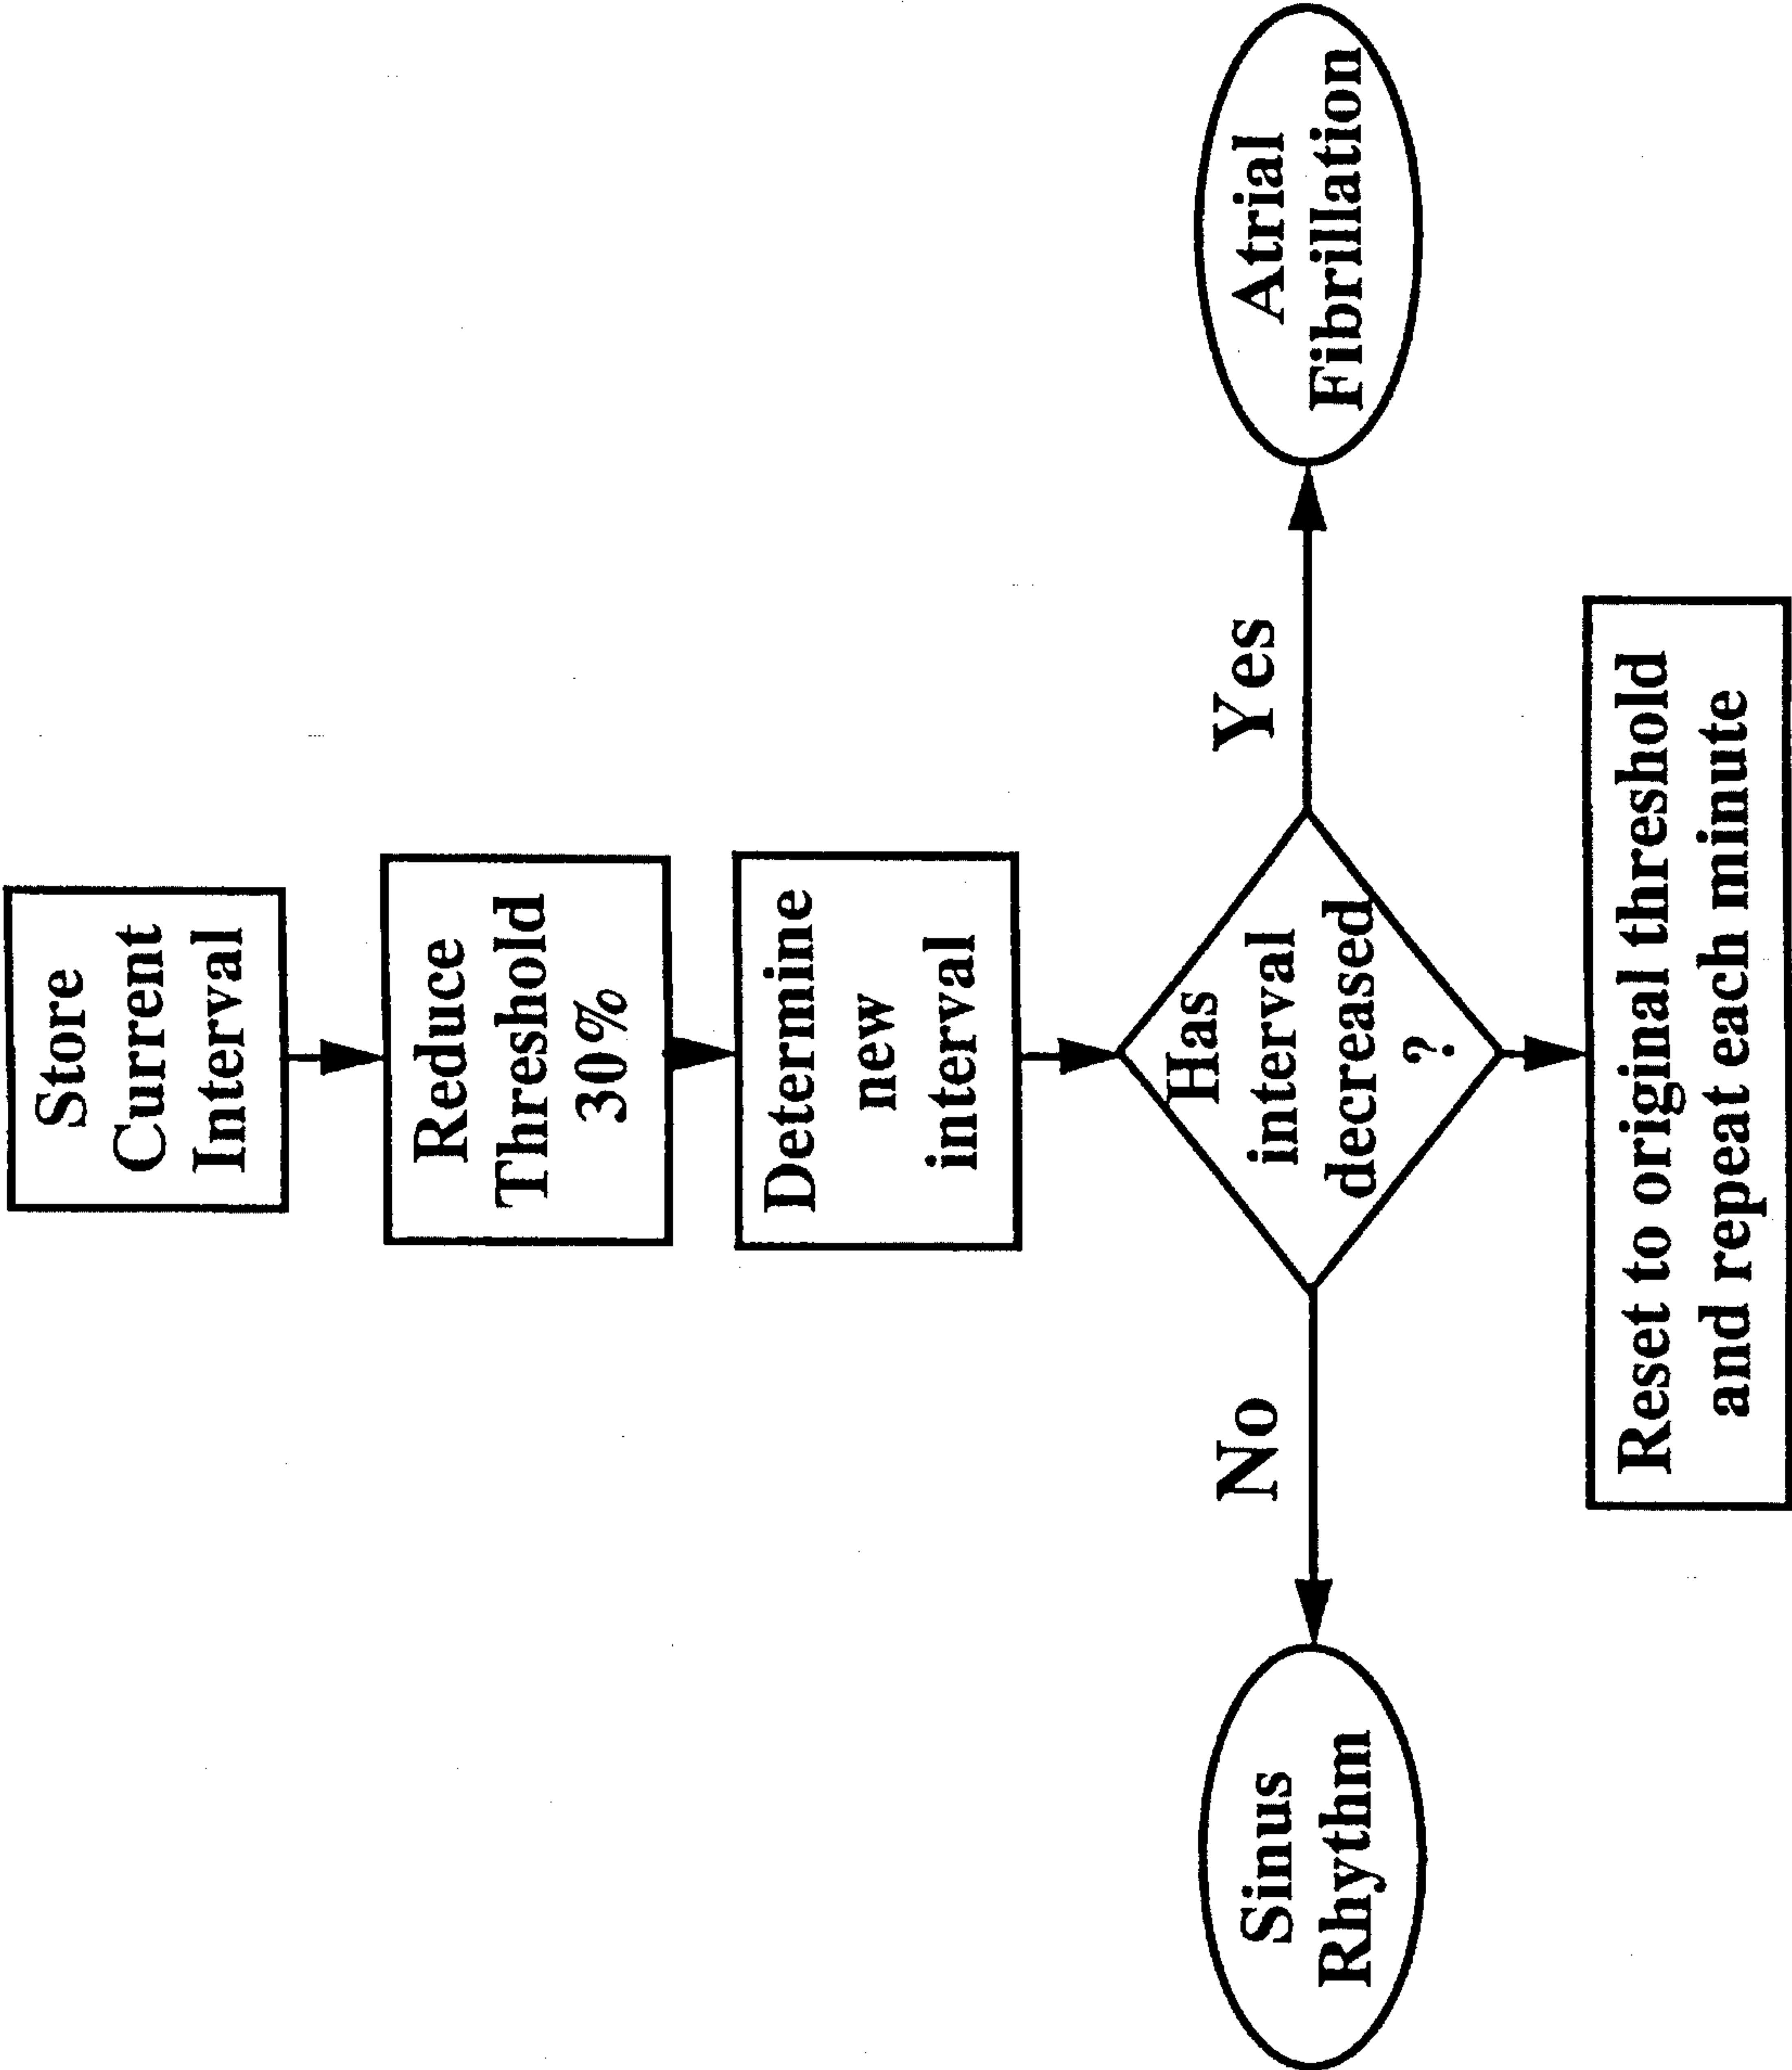 Store
Current
Interval
Reduce
Threshold
30%
Determine
new
interval
Has
interval
decreased
?
No
Yes
Sinus
Rhythm
Atrial
Fibrillation
Reset to original threshold
and repeat each minute